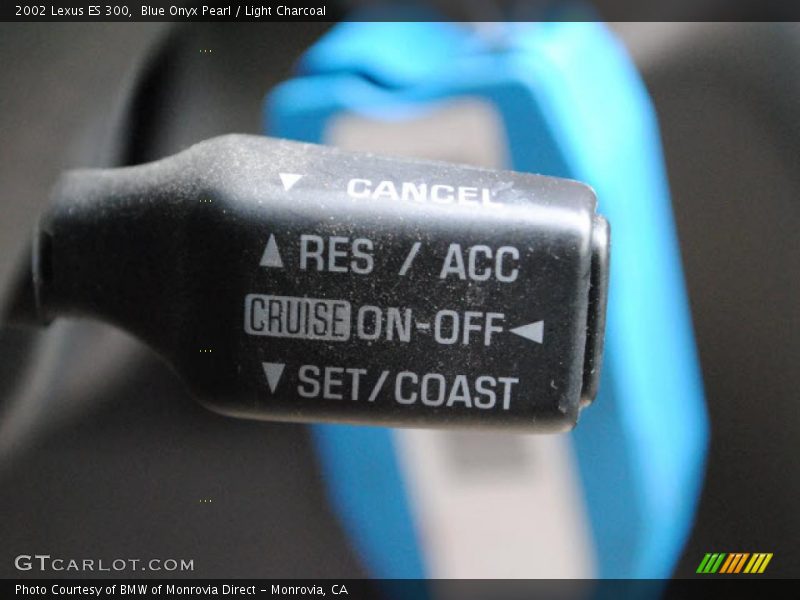 2002 Lexus ES 300, Blue Onyx Pearl / Light Charcoal
CANCEL
RES / ACC
CRUISE ON-OFF
SET/COAST
GTCARLOT.COM
Photo Courtesy of BMW of Monrovia Direct - Monrovia, CA